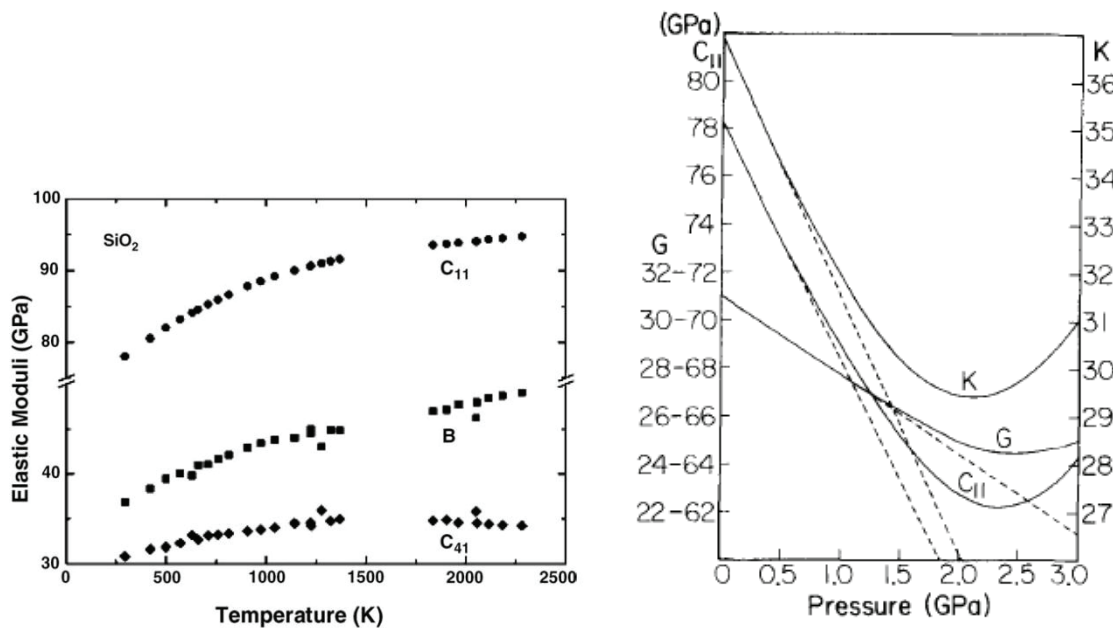 100
90
80
40
30
Elastic Moduli (GPa)
SiO₂
C₁₁
B
C₄₁
0
500
1000
1500
2000
2500
Temperature (K)
(GPa)
C₁₁
K
80
78
76
74
G
32-72
30-70
28-68
26-66
24-64
22-62
36
35
34
33
32
31
30
29
28
27
K
G
C₁₁
0
0.5
1.0
1.5
2.0
2.5
3.0
Pressure (GPa)